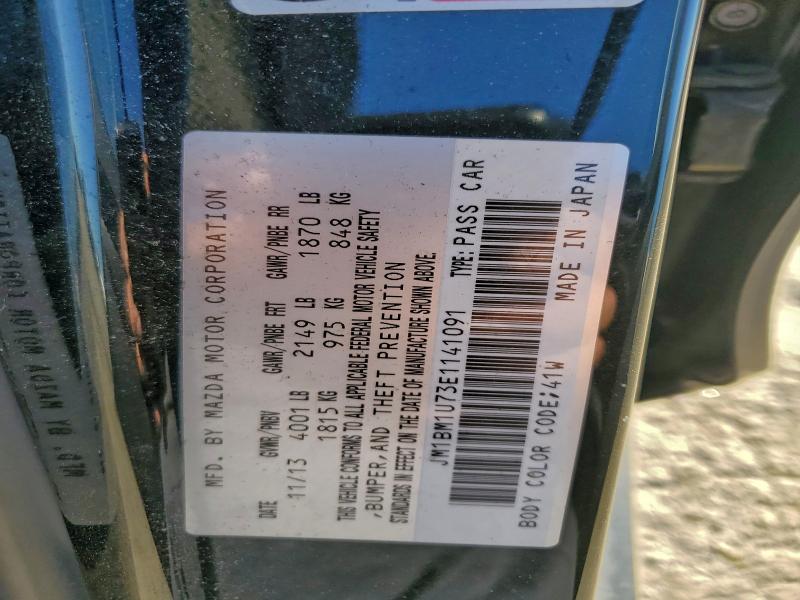 MFD. BY MAZDA MOTOR CORPORATION
DATE GVWR/PNBV GAWR/PNBE FRT GAWR/PNBE RR
11/13 4001 LB 2149 LB 1870 LB
1815 KG 975 KG 848 KG
THIS VEHICLE CONFORMS TO ALL APPLICABLE FEDERAL MOTOR VEHICLE SAFETY
,BUMPER,AND THEFT PREVENTION
STANDARDS IN EFFECT ON THE DATE OF MANUFACTURE SHOWN ABOVE
JM1BM1U73E1141091 TYPE:PASS CAR
BODY COLOR CODE;41W MADE IN JAPAN